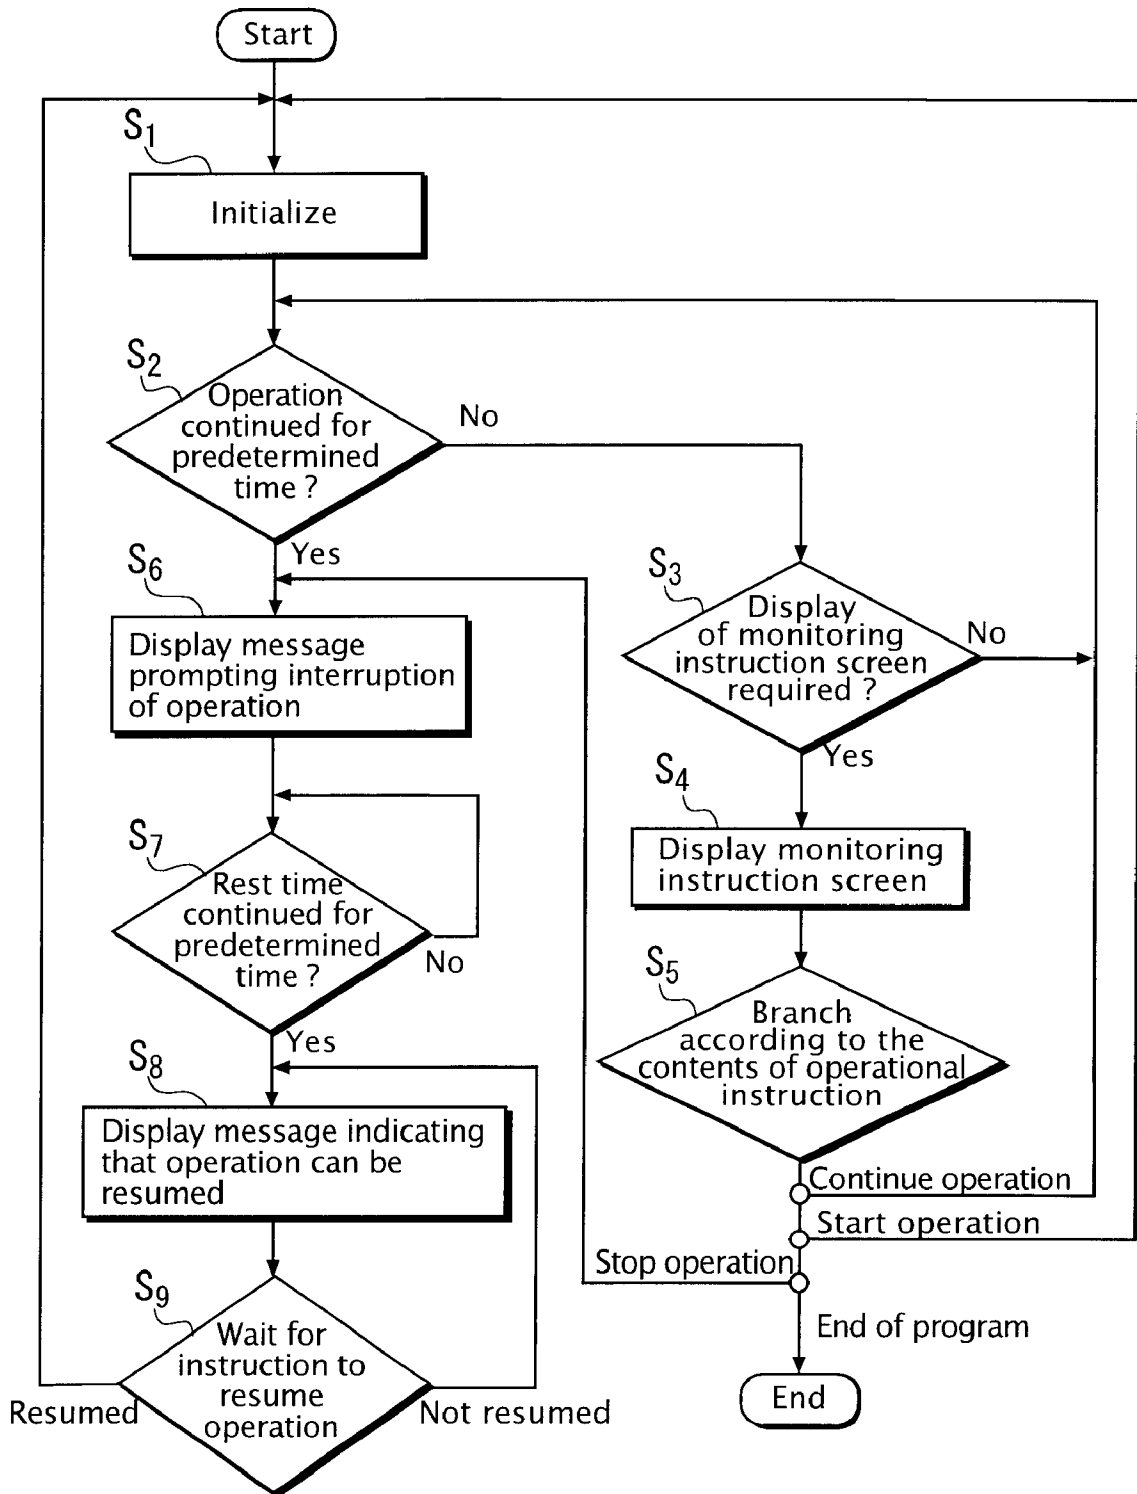 Start
S1
Initialize
S2
Operation
continued for
predetermined
time ?
No
Yes
S6
Display message
prompting interruption
of operation
S3
Display
of monitoring
instruction screen
required ?
No
Yes
S4
Display monitoring
instruction screen
S7
Rest time
continued for
predetermined
time ?
No
Yes
S5
Branch
according to the
contents of operational
instruction
S8
Display message indicating
that operation can be
resumed
Continue operation
Start operation
Stop operation
End of program
End
S9
Wait for
instruction to
resume
operation
Resumed
Not resumed